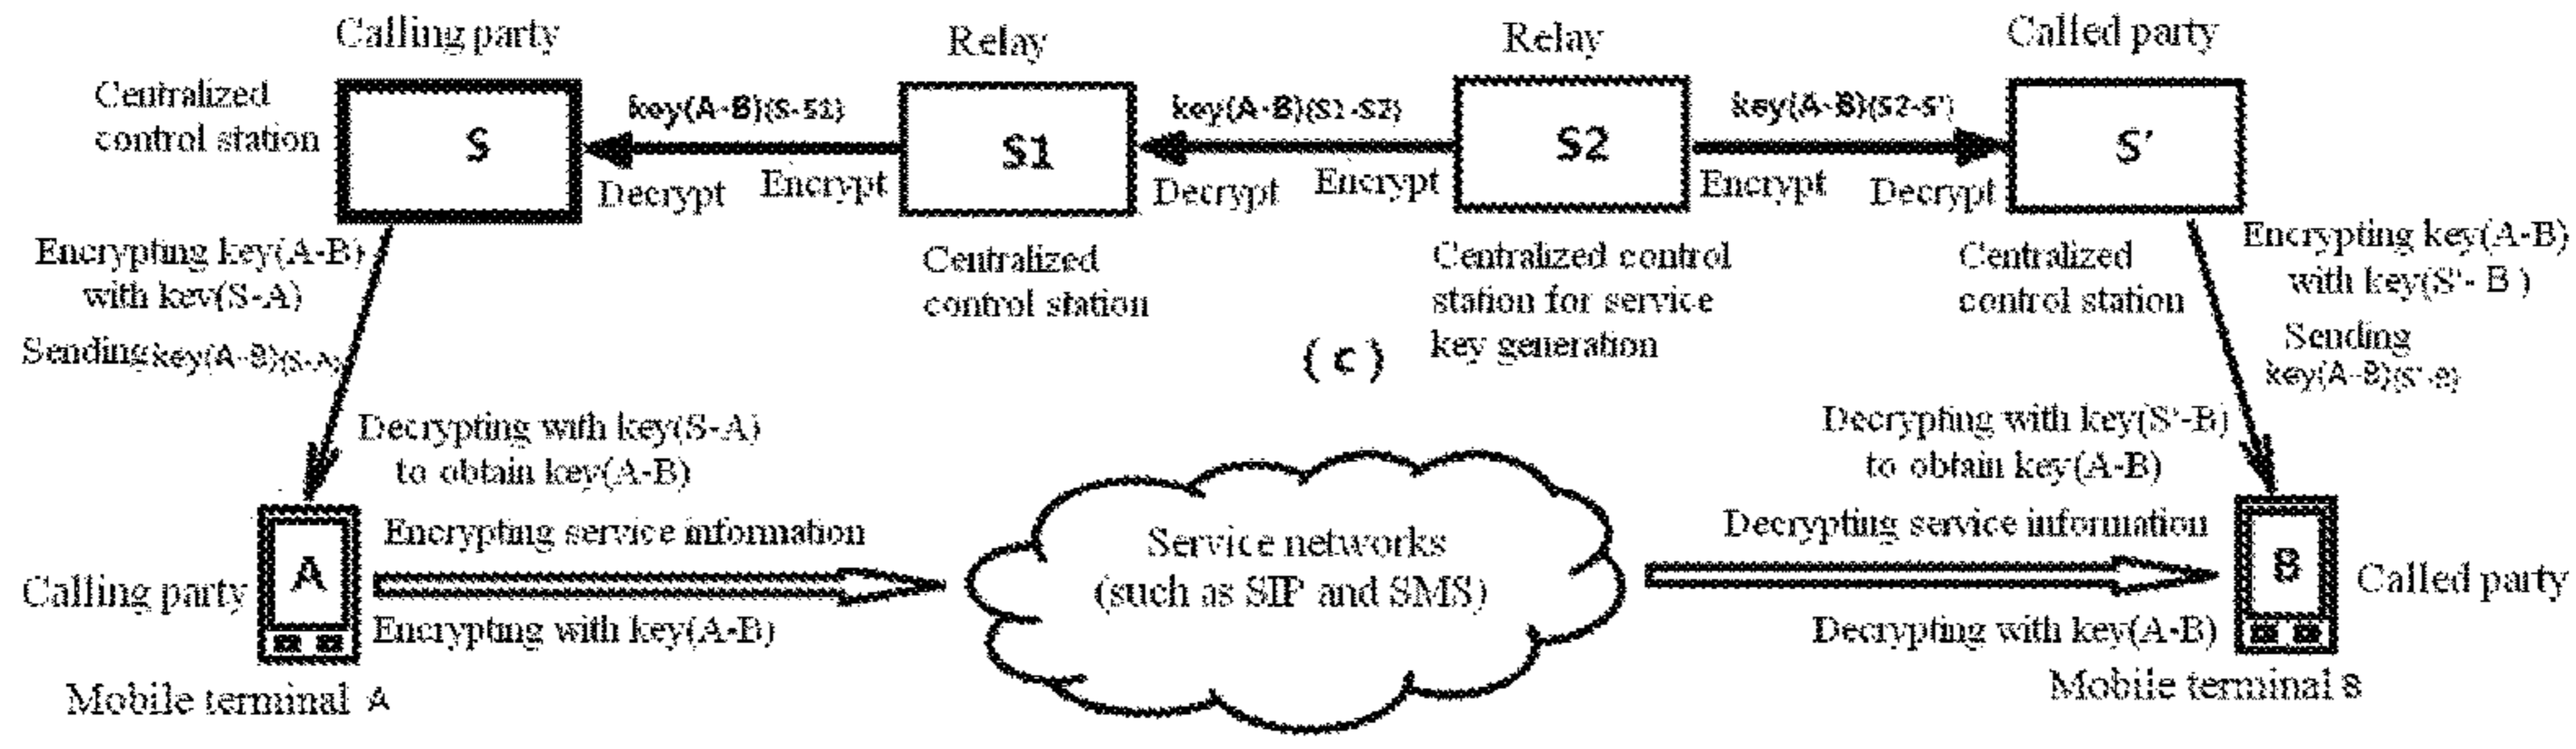 Calling party
Relay
Relay
Called party
Centralized
control station
S
key(A-B)(S-S1)
Decrypt
Encrypt
S1
key(A-B)(S1-S2)
Decrypt
Encrypt
S2
key(A-B)(S2-S')
Encrypt
Decrypt
S'
Encrypting key(A-B)
with key(S-A)
Sending key(A-B)(S-A)
Centralized
control station
Centralized control
station for service
key generation
Centralized
control station
Encrypting key(A-B)
with key(S'- B )
Sending
key(A-B)(S'-B)
( c )
Decrypting with key(S-A)
to obtain key(A-B)
Decrypting with key(S'-B)
to obtain key(A-B)
A
Calling party
Encrypting service information
Encrypting with key(A-B)
Mobile terminal A
Service networks
(such as SIP and SMS)
Decrypting service information
Decrypting with key(A-B)
B
Called party
Mobile terminal B